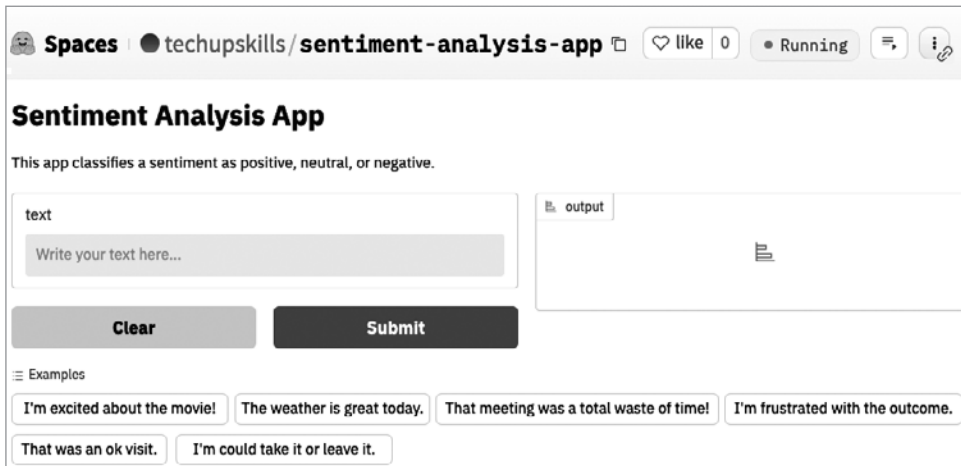 Spaces techupskills/sentiment-analysis-app like 0 Running
Sentiment Analysis App
This app classifies a sentiment as positive, neutral, or negative.
text
Write your text here...
output
Clear
Submit
Examples
I'm excited about the movie! The weather is great today. That meeting was a total waste of time! I'm frustrated with the outcome.
That was an ok visit. I'm could take it or leave it.